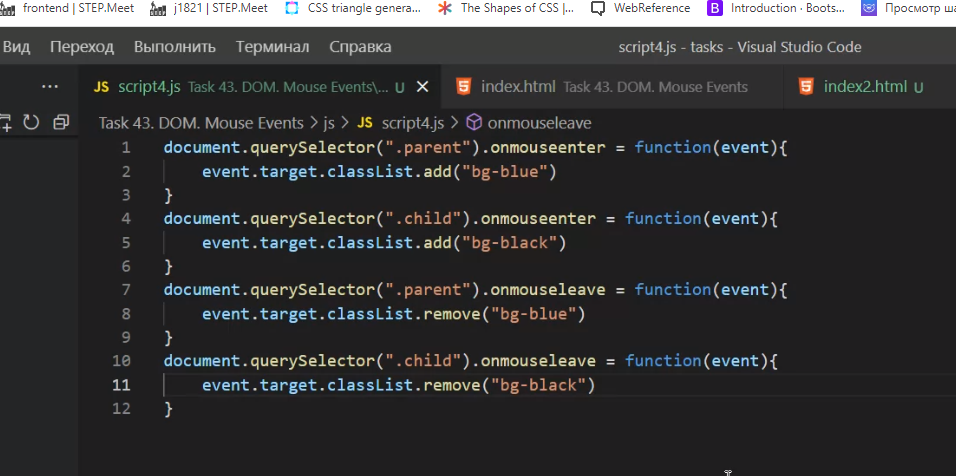 frontend | STEP.Meet j1821 | STEP.Meet CSS triangle genera... The Shapes of CSS |... WebReference B Introduction · Boots... Просмотр ша
Вид Переход Выполнить Терминал Справка script4.js - tasks - Visual Studio Code
··· JS script4.js Task 43. DOM. Mouse Events\... U × index.html Task 43. DOM. Mouse Events index2.html U
Task 43. DOM. Mouse Events > js > JS script4.js > onmouseleave
1 document.querySelector(".parent").onmouseenter = function(event){
2 event.target.classList.add("bg-blue")
3 }
4 document.querySelector(".child").onmouseenter = function(event){
5 event.target.classList.add("bg-black")
6 }
7 document.querySelector(".parent").onmouseleave = function(event){
8 event.target.classList.remove("bg-blue")
9 }
10 document.querySelector(".child").onmouseleave = function(event){
11 event.target.classList.remove("bg-black")
12 }